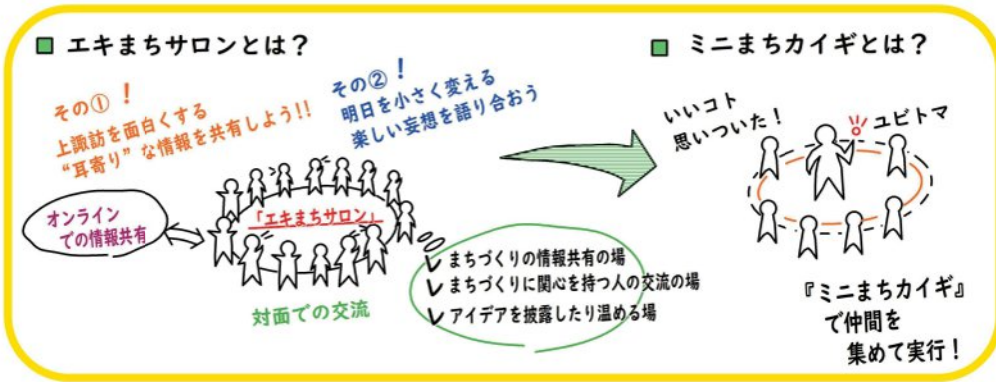 ■ エキまちサロンとは？
その① ！
上諏訪を面白くする
“耳寄り”な情報を共有しよう!!
その② ！
明日を小さく変える
楽しい妄想を語り合おう
オンライン
での情報共有
「エキまちサロン」
対面での交流
✓ まちづくりの情報共有の場
✓ まちづくりに関心を持つ人の交流の場
✓ アイデアを披露したり温める場
■ ミニまちカイギとは？
いいコト
思いついた！
ユビトマ
『ミニまちカイギ』
で仲間を
集めて実行！